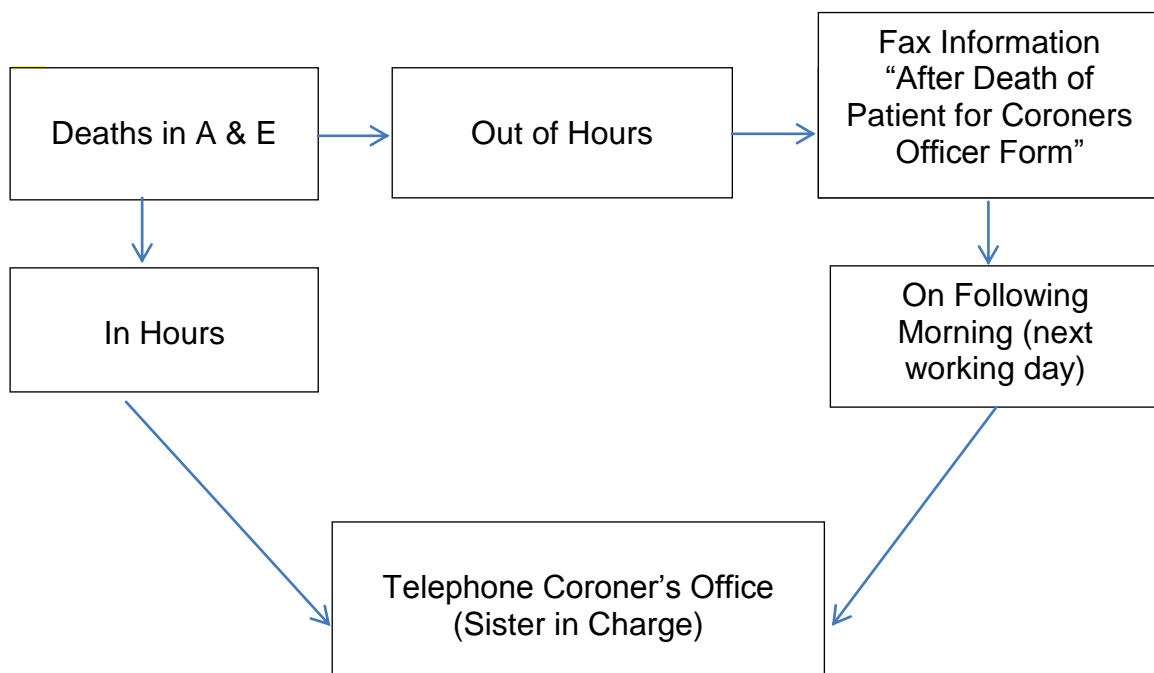 Deaths in A & E
Out of Hours
Fax Information
“After Death of
Patient for Coroners
Officer Form”
In Hours
On Following
Morning (next
working day)
Telephone Coroner’s Office
(Sister in Charge)